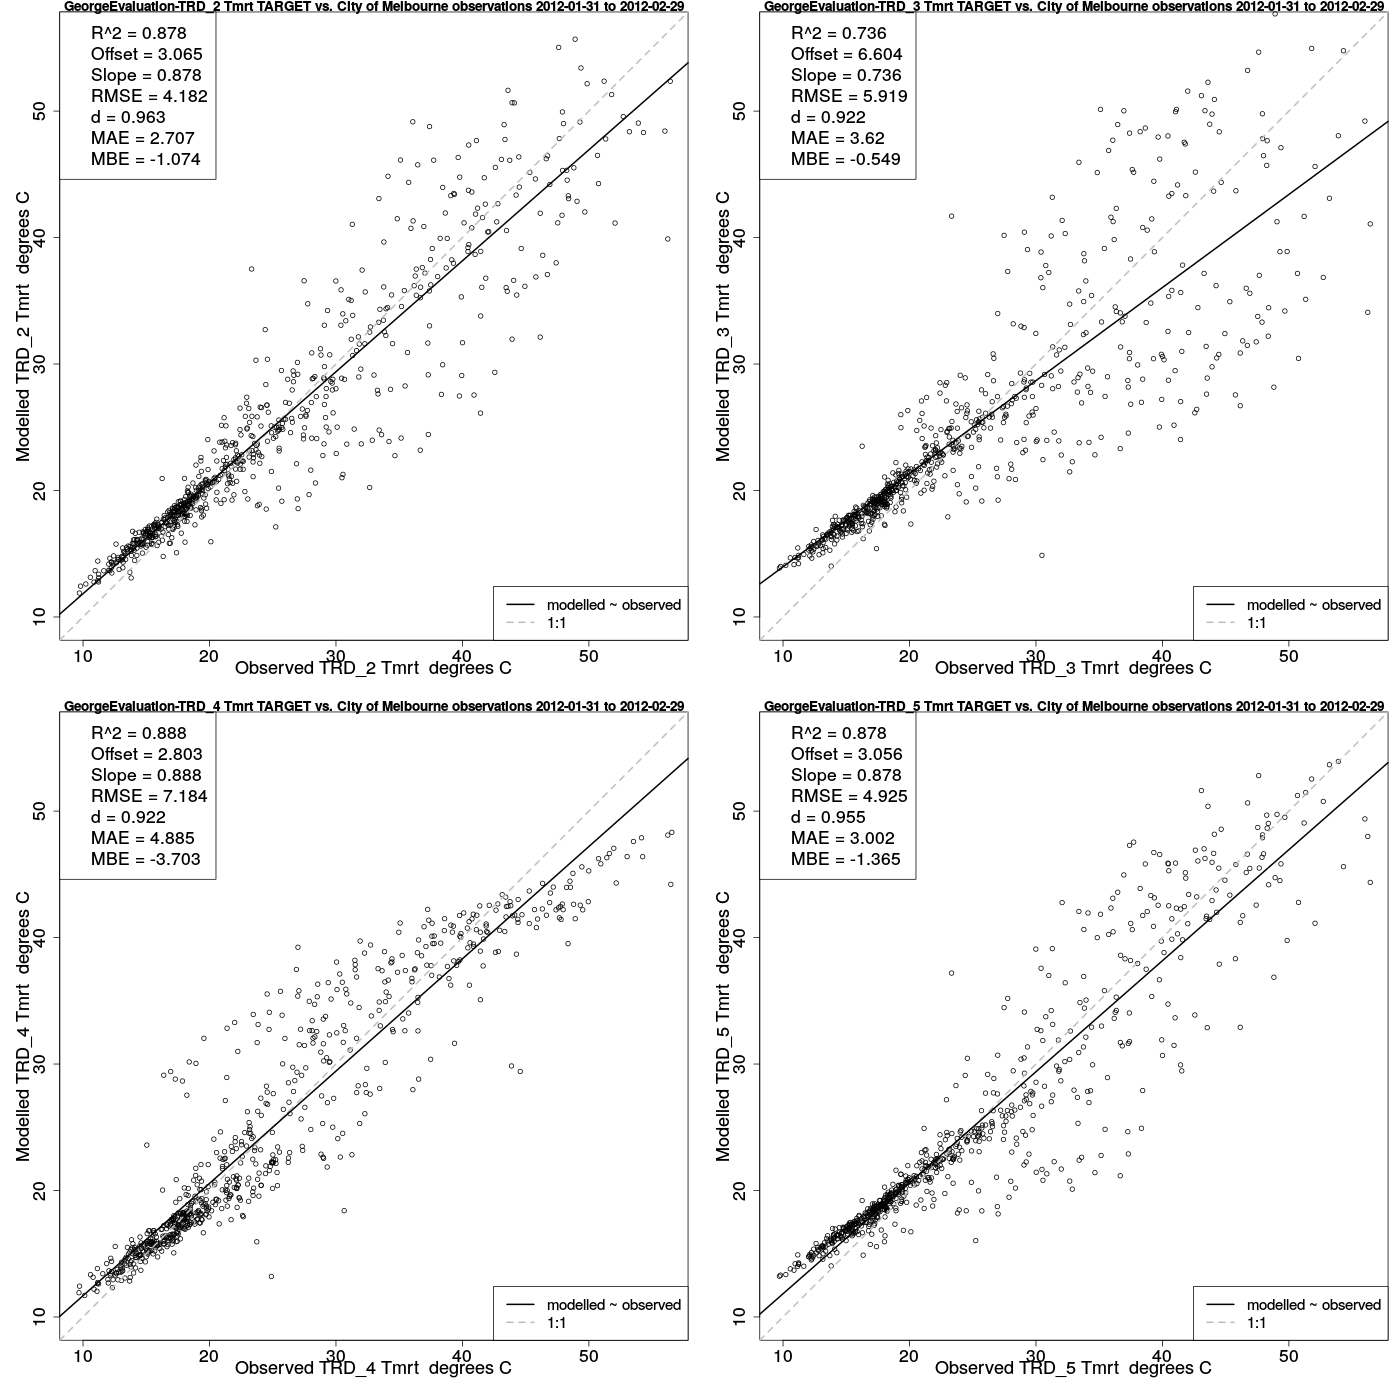 GeorgeEvaluation-TRD_2 Tmrt TARGET vs. City of Melbourne observations 2012-01-31 to 2012-02-29
R^2 = 0.878
Offset = 3.065
Slope = 0.878
RMSE = 4.182
d = 0.963
MAE = 2.707
MBE = -1.074
Modelled TRD_2 Tmrt degrees C
50
40
30
20
10
modelled ~ observed
1:1
10 20 30 40 50
Observed TRD_2 Tmrt degrees C
GeorgeEvaluation-TRD_3 Tmrt TARGET vs. City of Melbourne observations 2012-01-31 to 2012-02-29
R^2 = 0.736
Offset = 6.604
Slope = 0.736
RMSE = 5.919
d = 0.922
MAE = 3.62
MBE = -0.549
Modelled TRD_3 Tmrt degrees C
50
40
30
20
10
modelled ~ observed
1:1
10 20 30 40 50
Observed TRD_3 Tmrt degrees C
GeorgeEvaluation-TRD_4 Tmrt TARGET vs. City of Melbourne observations 2012-01-31 to 2012-02-29
R^2 = 0.888
Offset = 2.803
Slope = 0.888
RMSE = 7.184
d = 0.922
MAE = 4.885
MBE = -3.703
Modelled TRD_4 Tmrt degrees C
50
40
30
20
10
modelled ~ observed
1:1
10 20 30 40 50
Observed TRD_4 Tmrt degrees C
GeorgeEvaluation-TRD_5 Tmrt TARGET vs. City of Melbourne observations 2012-01-31 to 2012-02-29
R^2 = 0.878
Offset = 3.056
Slope = 0.878
RMSE = 4.925
d = 0.955
MAE = 3.002
MBE = -1.365
Modelled TRD_5 Tmrt degrees C
50
40
30
20
10
modelled ~ observed
1:1
10 20 30 40 50
Observed TRD_5 Tmrt degrees C